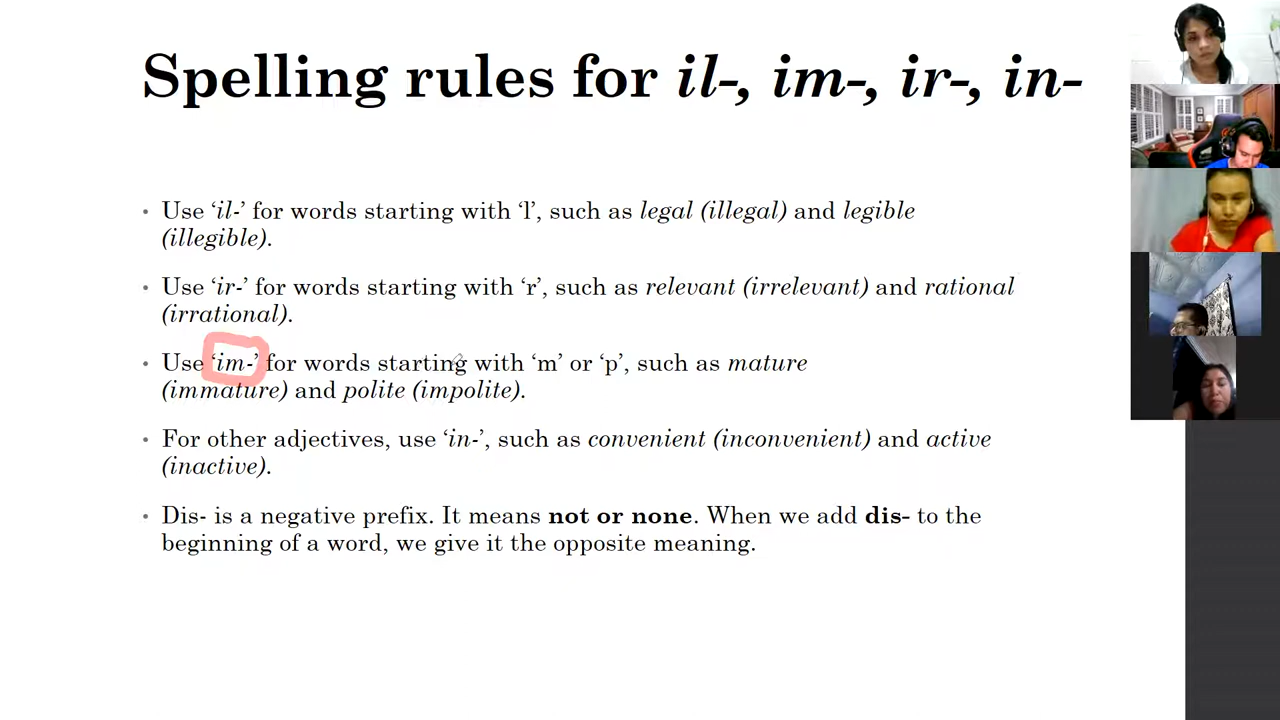 Spelling rules for il-, im-, ir-, in-
• Use ‘il-’ for words starting with ‘l’, such as legal (illegal) and legible
(illegible).
• Use ‘ir-’ for words starting with ‘r’, such as relevant (irrelevant) and rational
(irrational).
• Use ‘im-’ for words starting with ‘m’ or ‘p’, such as mature
(immature) and polite (impolite).
• For other adjectives, use ‘in-’, such as convenient (inconvenient) and active
(inactive).
• Dis- is a negative prefix. It means not or none. When we add dis- to the
beginning of a word, we give it the opposite meaning.